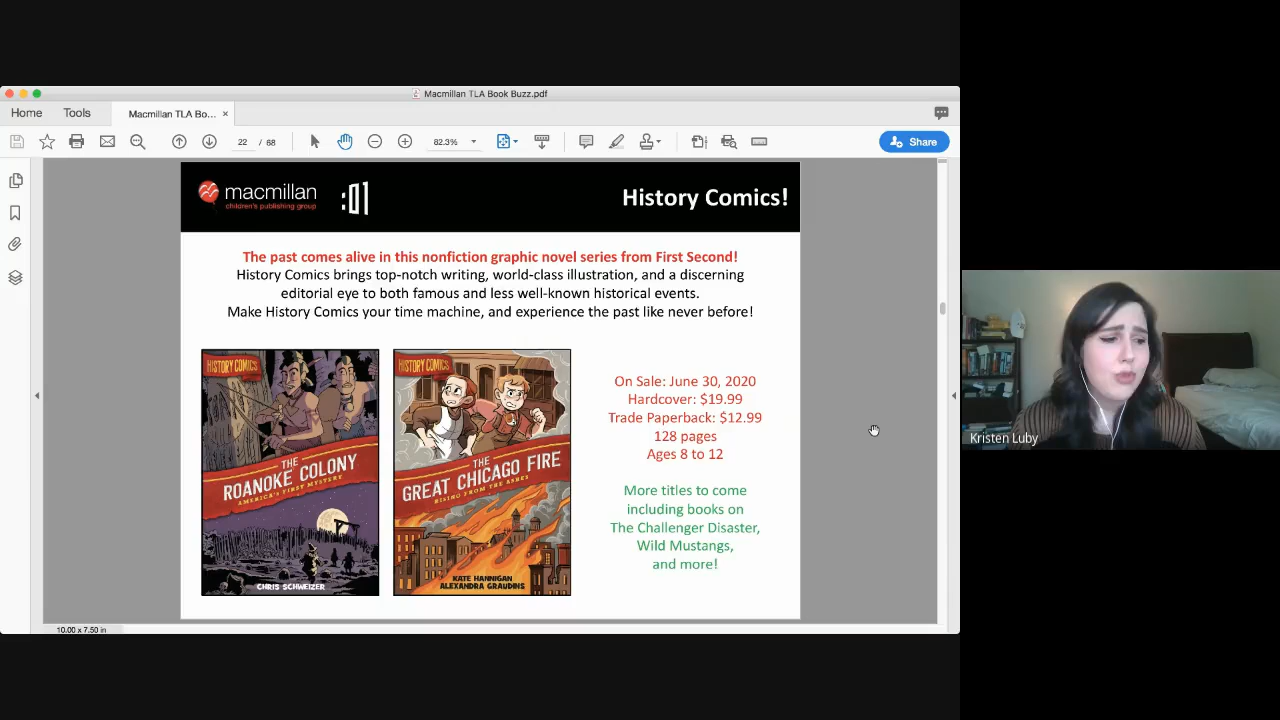 Macmillan TLA Book Buzz.pdf
Home
Tools
Macmillan TLA Bo... ×
22 / 68
82.3%
Share
macmillan
children's publishing group
:01
History Comics!
The past comes alive in this nonfiction graphic novel series from First Second!
History Comics brings top-notch writing, world-class illustration, and a discerning
editorial eye to both famous and less well-known historical events.
Make History Comics your time machine, and experience the past like never before!
HISTORY COMICS
THE
ROANOKE COLONY
AMERICA'S FIRST MYSTERY
CHRIS SCHWEIZER
HISTORY COMICS
THE
GREAT CHICAGO FIRE
RISING FROM THE ASHES
KATE HANNIGAN
ALEXANDRA GRAUDINS
On Sale: June 30, 2020
Hardcover: $19.99
Trade Paperback: $12.99
128 pages
Ages 8 to 12
More titles to come
including books on
The Challenger Disaster,
Wild Mustangs,
and more!
10.00 x 7.50 in
Kristen Luby